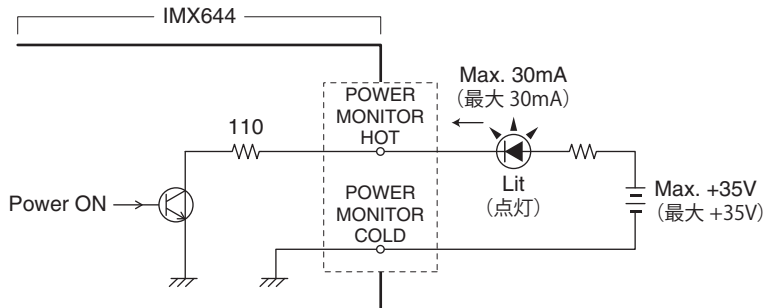 IMX644
Max. 30mA
（最大 30mA）
POWER
MONITOR
HOT
110
Lit
（点灯）
Power ON
POWER
MONITOR
COLD
Max. +35V
（最大 +35V）